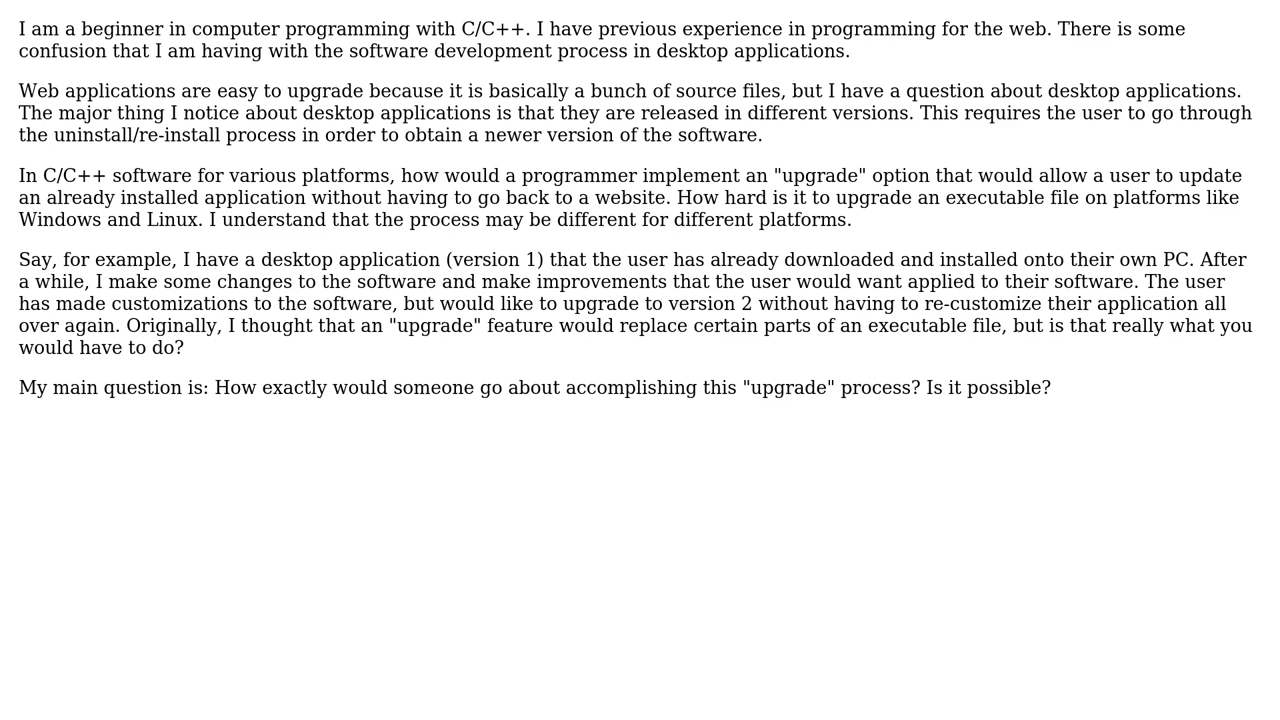 I am a beginner in computer programming with C/C++. I have previous experience in programming for the web. There is some
confusion that I am having with the software development process in desktop applications.
Web applications are easy to upgrade because it is basically a bunch of source files, but I have a question about desktop applications.
The major thing I notice about desktop applications is that they are released in different versions. This requires the user to go through
the uninstall/re-install process in order to obtain a newer version of the software.
In C/C++ software for various platforms, how would a programmer implement an "upgrade" option that would allow a user to update
an already installed application without having to go back to a website. How hard is it to upgrade an executable file on platforms like
Windows and Linux. I understand that the process may be different for different platforms.
Say, for example, I have a desktop application (version 1) that the user has already downloaded and installed onto their own PC. After
a while, I make some changes to the software and make improvements that the user would want applied to their software. The user
has made customizations to the software, but would like to upgrade to version 2 without having to re-customize their application all
over again. Originally, I thought that an "upgrade" feature would replace certain parts of an executable file, but is that really what you
would have to do?
My main question is: How exactly would someone go about accomplishing this "upgrade" process? Is it possible?